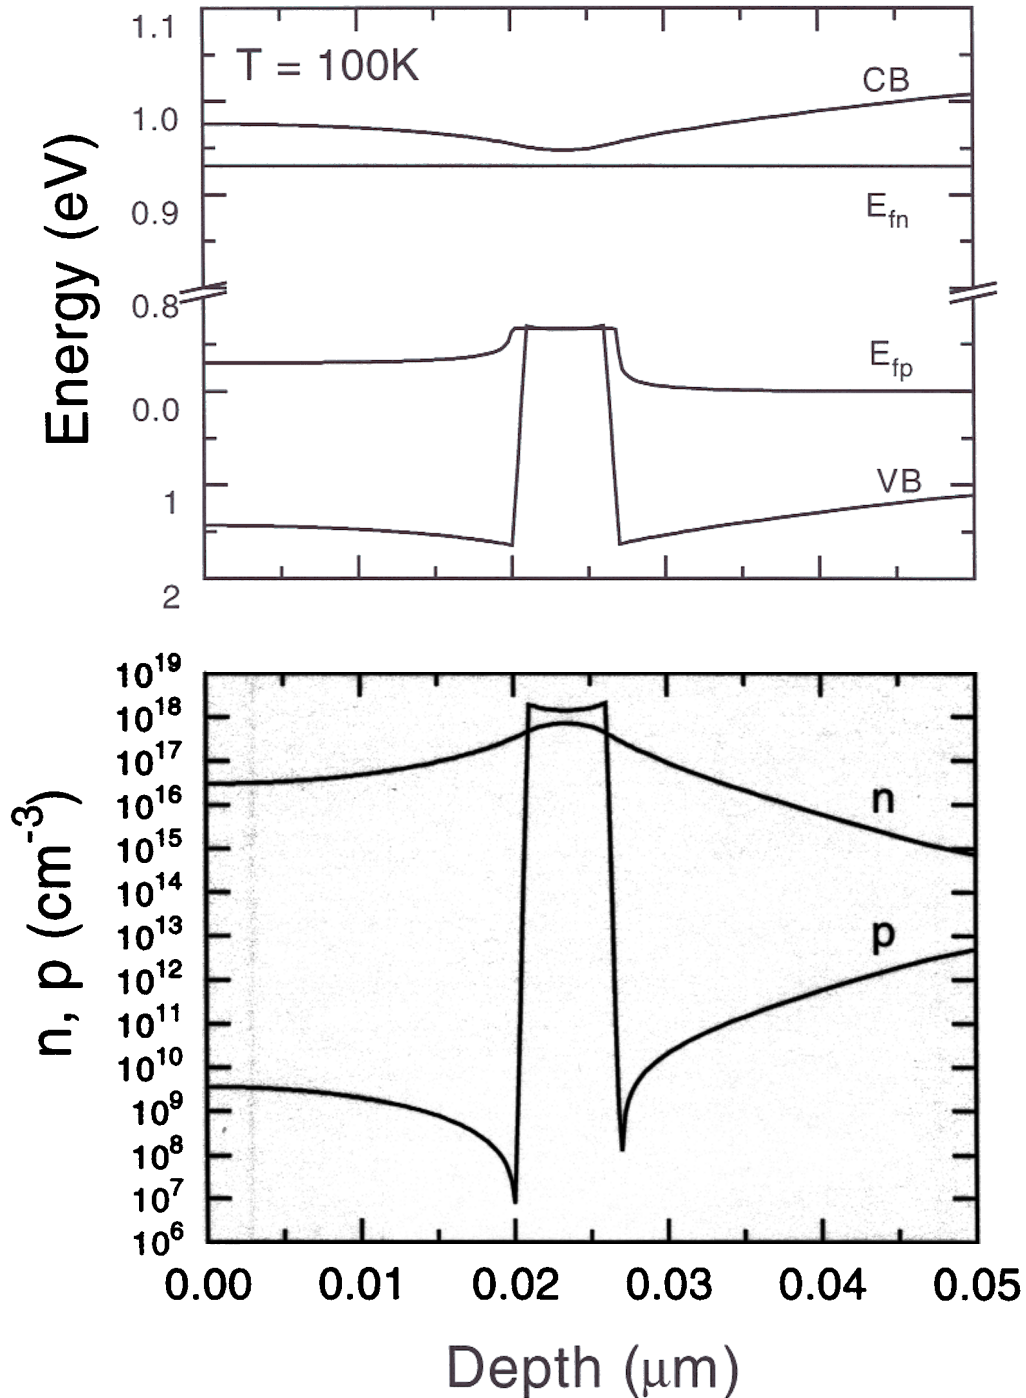 1.1
T = 100K
CB
1.0
0.9
E_fn
0.8
E_fp
0.0
VB
1
2
Energy (eV)
10^19
10^18
10^17
10^16
n
10^15
10^14
10^13
p
10^12
10^11
10^10
10^9
10^8
10^7
10^6
n, p (cm^-3)
0.00 0.01 0.02 0.03 0.04 0.05
Depth (μm)